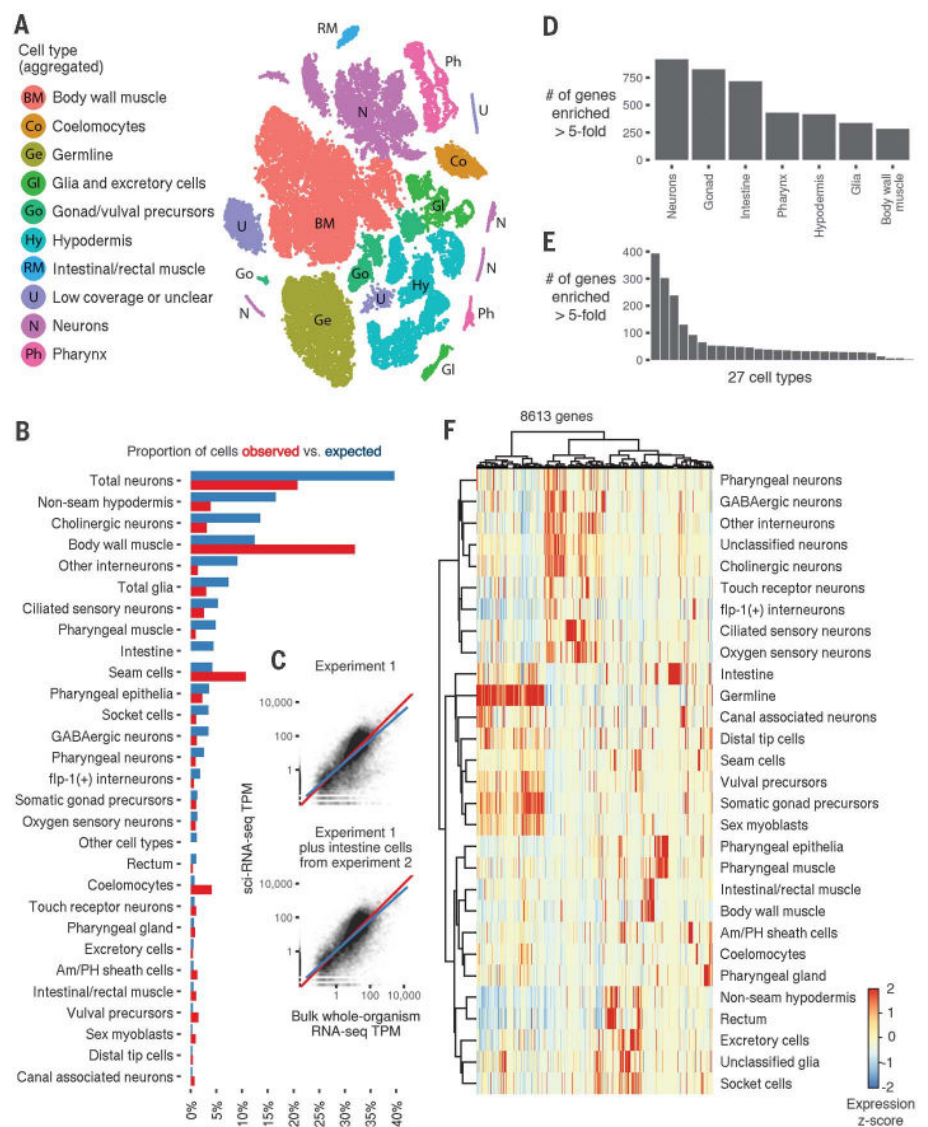 A
Cell type
(aggregated)
BM Body wall muscle
Co Coelomocytes
Ge Germline
Gl Glia and excretory cells
Go Gonad/vulval precursors
Hy Hypodermis
RM Intestinal/rectal muscle
U Low coverage or unclear
N Neurons
Ph Pharynx
RM
Ph
N
U
Co
Gl
BM
U
N
Go
Go
Hy
N
U
N
Ge
Ph
Gl
D
# of genes
enriched
> 5-fold
750
500
250
0
Neurons
Gonad
Intestine
Pharynx
Hypodermis
Glia
Body wall
muscle
E
# of genes
enriched
> 5-fold
400
300
200
100
0
27 cell types
B
Proportion of cells observed vs. expected
Total neurons
Non-seam hypodermis
Cholinergic neurons
Body wall muscle
Other interneurons
Total glia
Ciliated sensory neurons
Pharyngeal muscle
Intestine
Seam cells
Pharyngeal epithelia
Socket cells
GABAergic neurons
Pharyngeal neurons
flp-1(+) interneurons
Somatic gonad precursors
Oxygen sensory neurons
Other cell types
Rectum
Coelomocytes
Touch receptor neurons
Pharyngeal gland
Excretory cells
Am/PH sheath cells
Intestinal/rectal muscle
Vulval precursors
Sex myoblasts
Distal tip cells
Canal associated neurons
0%
5%
10%
15%
20%
25%
30%
35%
40%
C
Experiment 1
10,000
100
1
sci-RNA-seq TPM
Experiment 1
plus intestine cells
from experiment 2
10,000
100
1
1 100 10,000
Bulk whole-organism
RNA-seq TPM
F
8613 genes
Pharyngeal neurons
GABAergic neurons
Other interneurons
Unclassified neurons
Cholinergic neurons
Touch receptor neurons
flp-1(+) interneurons
Ciliated sensory neurons
Oxygen sensory neurons
Intestine
Germline
Canal associated neurons
Distal tip cells
Seam cells
Vulval precursors
Somatic gonad precursors
Sex myoblasts
Pharyngeal epithelia
Pharyngeal muscle
Intestinal/rectal muscle
Body wall muscle
Am/PH sheath cells
Coelomocytes
Pharyngeal gland
Non-seam hypodermis
Rectum
Excretory cells
Unclassified glia
Socket cells
2
1
0
-1
-2
Expression
z-score